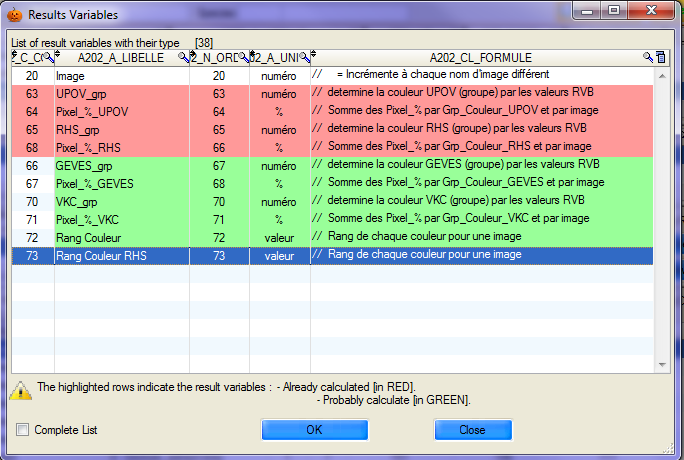 Results Variables
List of result variables with their type [38]
A202_A_LIBELLE A202_CL_FORMULE
20 Image 20 numéro // = Incrémente à chaque nom d'image différent
63 UPOV_grp 63 numéro // determine la couleur UPOV (groupe) par les valeurs RVB
64 Pixel_%_UPOV 64 % // Somme des Pixel_% par Grp_Couleur_UPOV et par image
65 RHS_grp 65 numéro // determine la couleur RHS (groupe) par les valeurs RVB
68 Pixel_%_RHS 66 % // Somme des Pixel_% par Grp_Couleur_RHS et par image
66 GEVES_grp 67 numéro // determine la couleur GEVES (groupe) par les valeurs RVB
67 Pixel_%_GEVES 68 % // Somme des Pixel_% par Grp_Couleur_GEVES et par image
70 VKC_grp 70 numéro // determine la couleur VKC (groupe) par les valeurs RVB
71 Pixel_%_VKC 71 % // Somme des Pixel_% par Grp_Couleur_VKC et par image
72 Rang Couleur 72 valeur // Rang de chaque couleur pour une image
73 Rang Couleur RHS 73 valeur // Rang de chaque couleur pour une image
The highlighted rows indicate the result variables : - Already calculated [in RED].
- Probably calculate [in GREEN].
Complete List OK Close